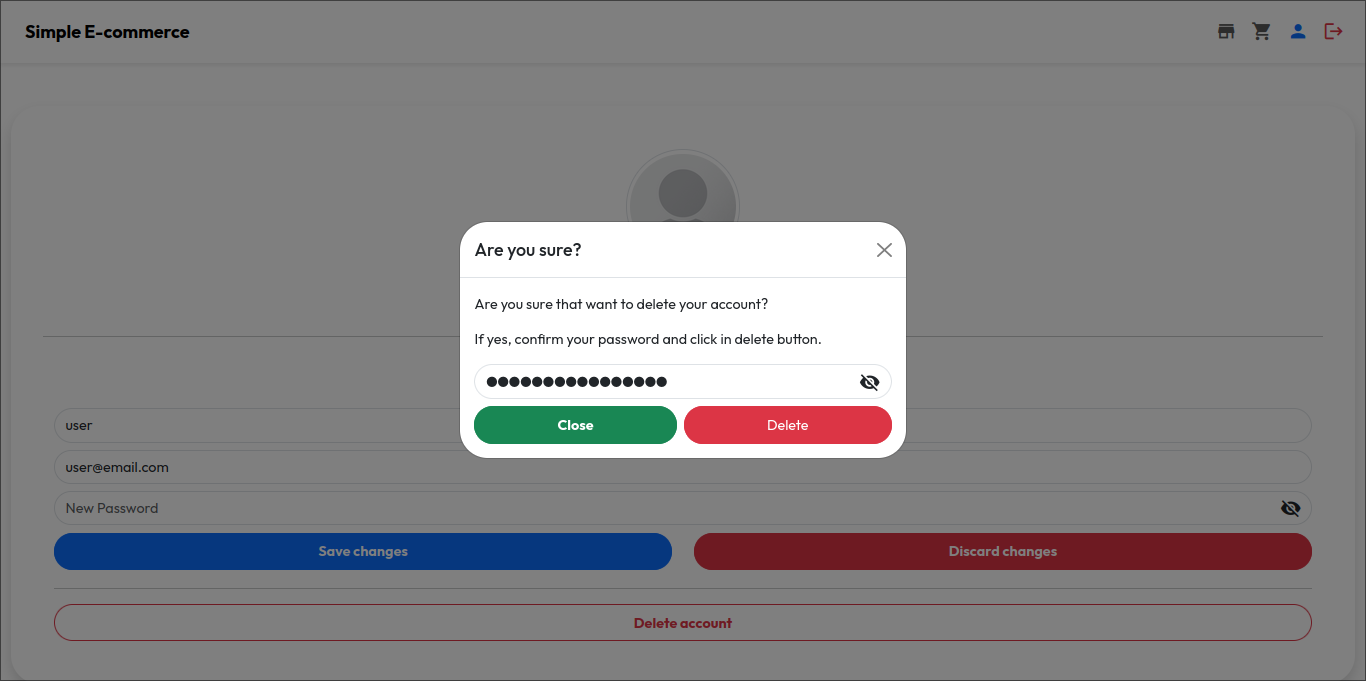 Simple E-commerce
Are you sure?
Are you sure that want to delete your account?
If yes, confirm your password and click in delete button.
●●●●●●●●●●●●●●●●
Close Delete
user
user@email.com
New Password
Save changes Discard changes
Delete account